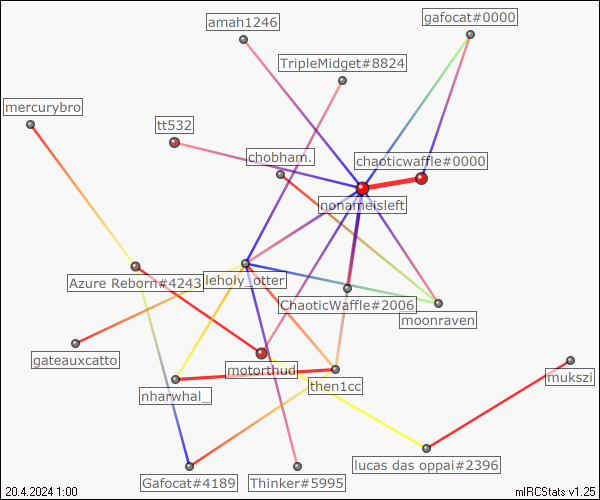 amah1246
gafocat#0000
TripleMidget#8824
mercurybro
tt532
chobham.
chaoticwaffle#0000
nonameisleft
Azure Reborn#4243
leholy_otter
ChaoticWaffle#2006
moonraven
gateauxcatto
motorthud
then1cc
mukszi
nharwhal_
lucas das oppai#2396
Gafocat#4189
Thinker#5995
20.4.2024 1:00
mIRCStats v1.25